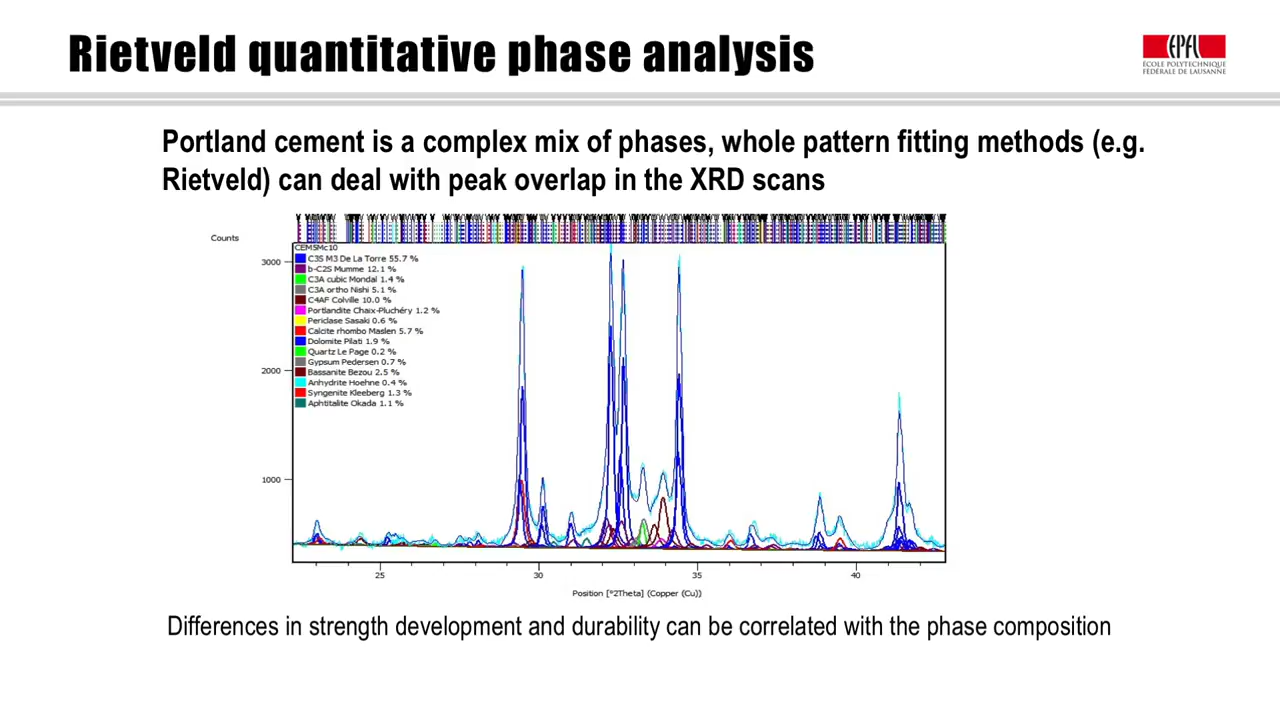 Rietveld quantitative phase analysis
EPFL
ÉCOLE POLYTECHNIQUE
FÉDÉRALE DE LAUSANNE
Portland cement is a complex mix of phases, whole pattern fitting methods (e.g.
Rietveld) can deal with peak overlap in the XRD scans
Counts
CEM5Mc10
C3S M3 De La Torre 55.7 %
b-C2S Mumme 12.1 %
C3A cubic Mondal 1.4 %
C3A ortho Nishi 5.1 %
C4AF Colville 10.0 %
Portlandite Chaix-Pluchéry 1.2 %
Periclase Sasaki 0.6 %
Calcite rhombo Maslen 5.7 %
Dolomite Pilati 1.9 %
Quartz Le Page 0.2 %
Gypsum Pedersen 0.7 %
Bassanite Bezou 2.5 %
Anhydrite Hoehne 0.4 %
Syngenite Kleeberg 1.3 %
Aphtitalite Okada 1.1 %
3000
2000
1000
25 30 35 40
Position [°2Theta] (Copper (Cu))
Differences in strength development and durability can be correlated with the phase composition